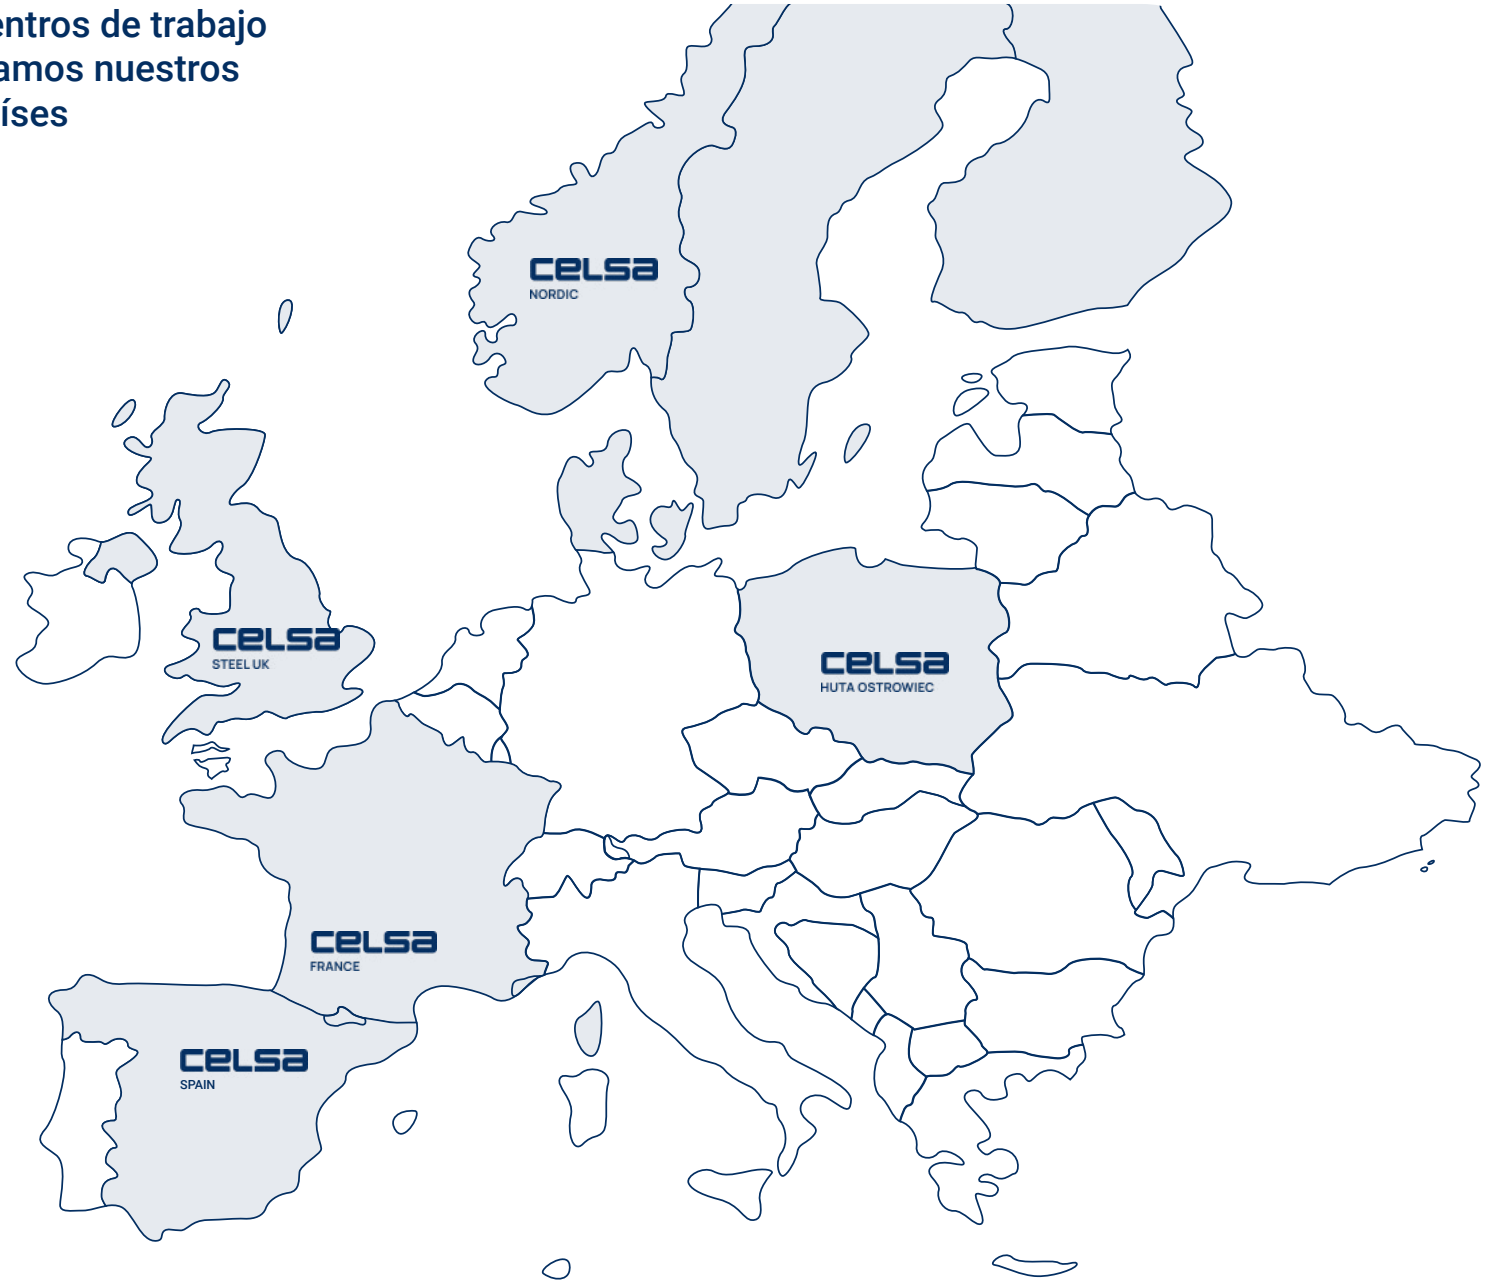 entros de trabajo
amos nuestros
íses
CELSA
NORDIC
CELSA
STEEL UK
CELSA
HUTA OSTROWIEC
CELSA
FRANCE
CELSA
SPAIN